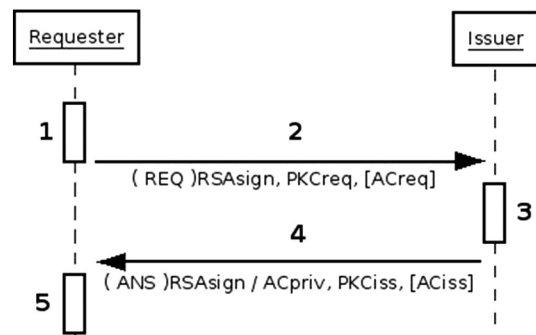 Requester
Issuer
1
2
( REQ )RSAsign, PKCreq, [ACreq]
3
4
( ANS )RSAsign / ACpriv, PKCiss, [ACiss]
5